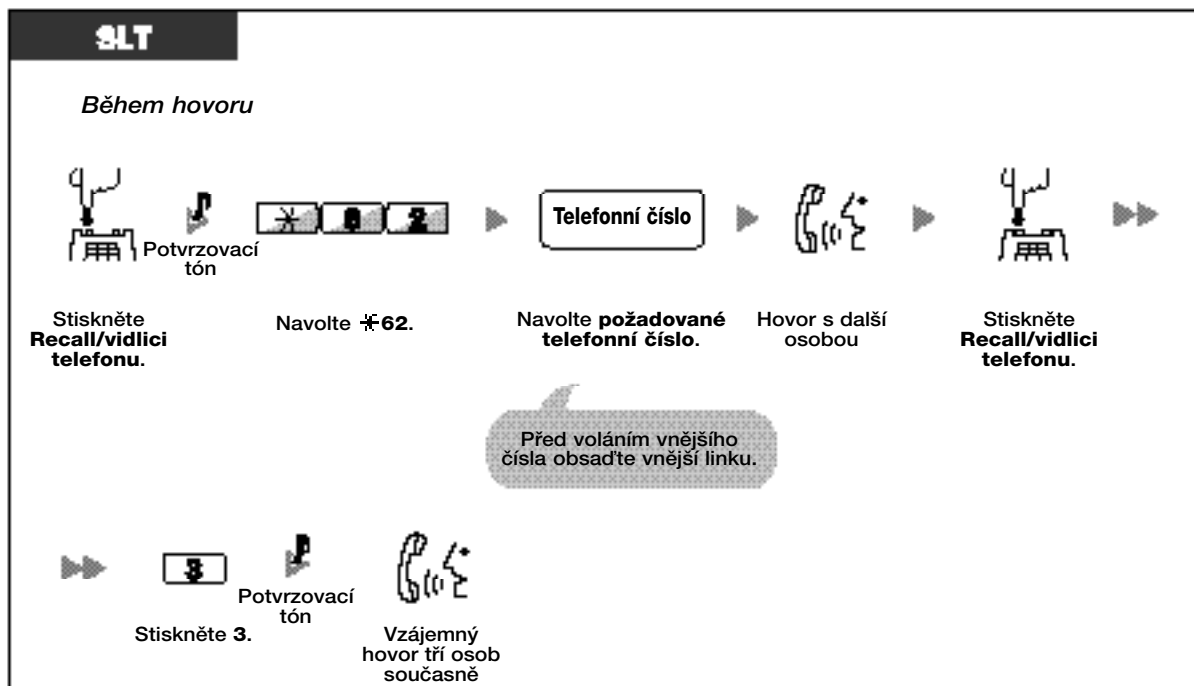 SLT
Během hovoru
Potvrzovací
tón
Telefonní číslo
Stiskněte
Recall/vidlici
telefonu.
Navolte ✳62.
Navolte požadované
telefonní číslo.
Hovor s další
osobou
Stiskněte
Recall/vidlici
telefonu.
Před voláním vnějšího
čísla obsaďte vnější linku.
3
Potvrzovací
tón
Stiskněte 3.
Vzájemný
hovor tří osob
současně